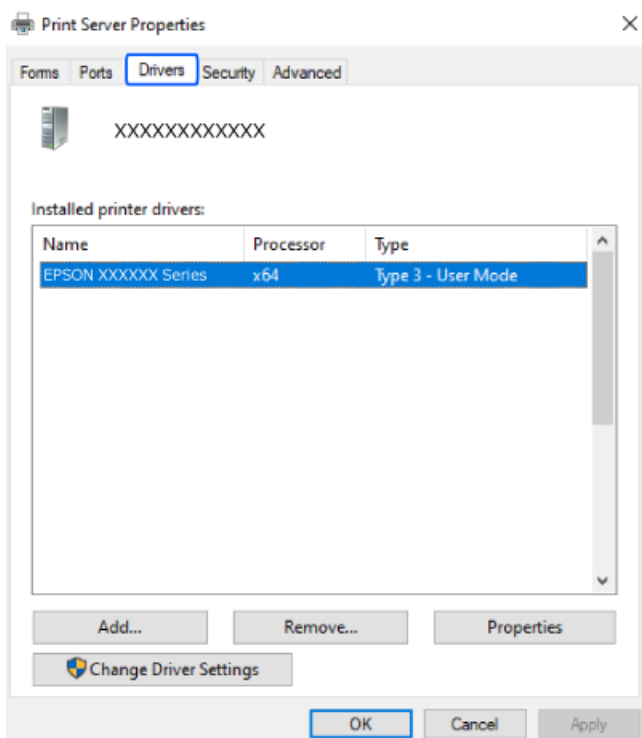 Print Server Properties
Forms Ports Drivers Security Advanced
XXXXXXXXXXXX
Installed printer drivers:
Name Processor Type
EPSON XXXXXX Series x64 Type 3 - User Mode
Add... Remove... Properties
Change Driver Settings
OK Cancel Apply